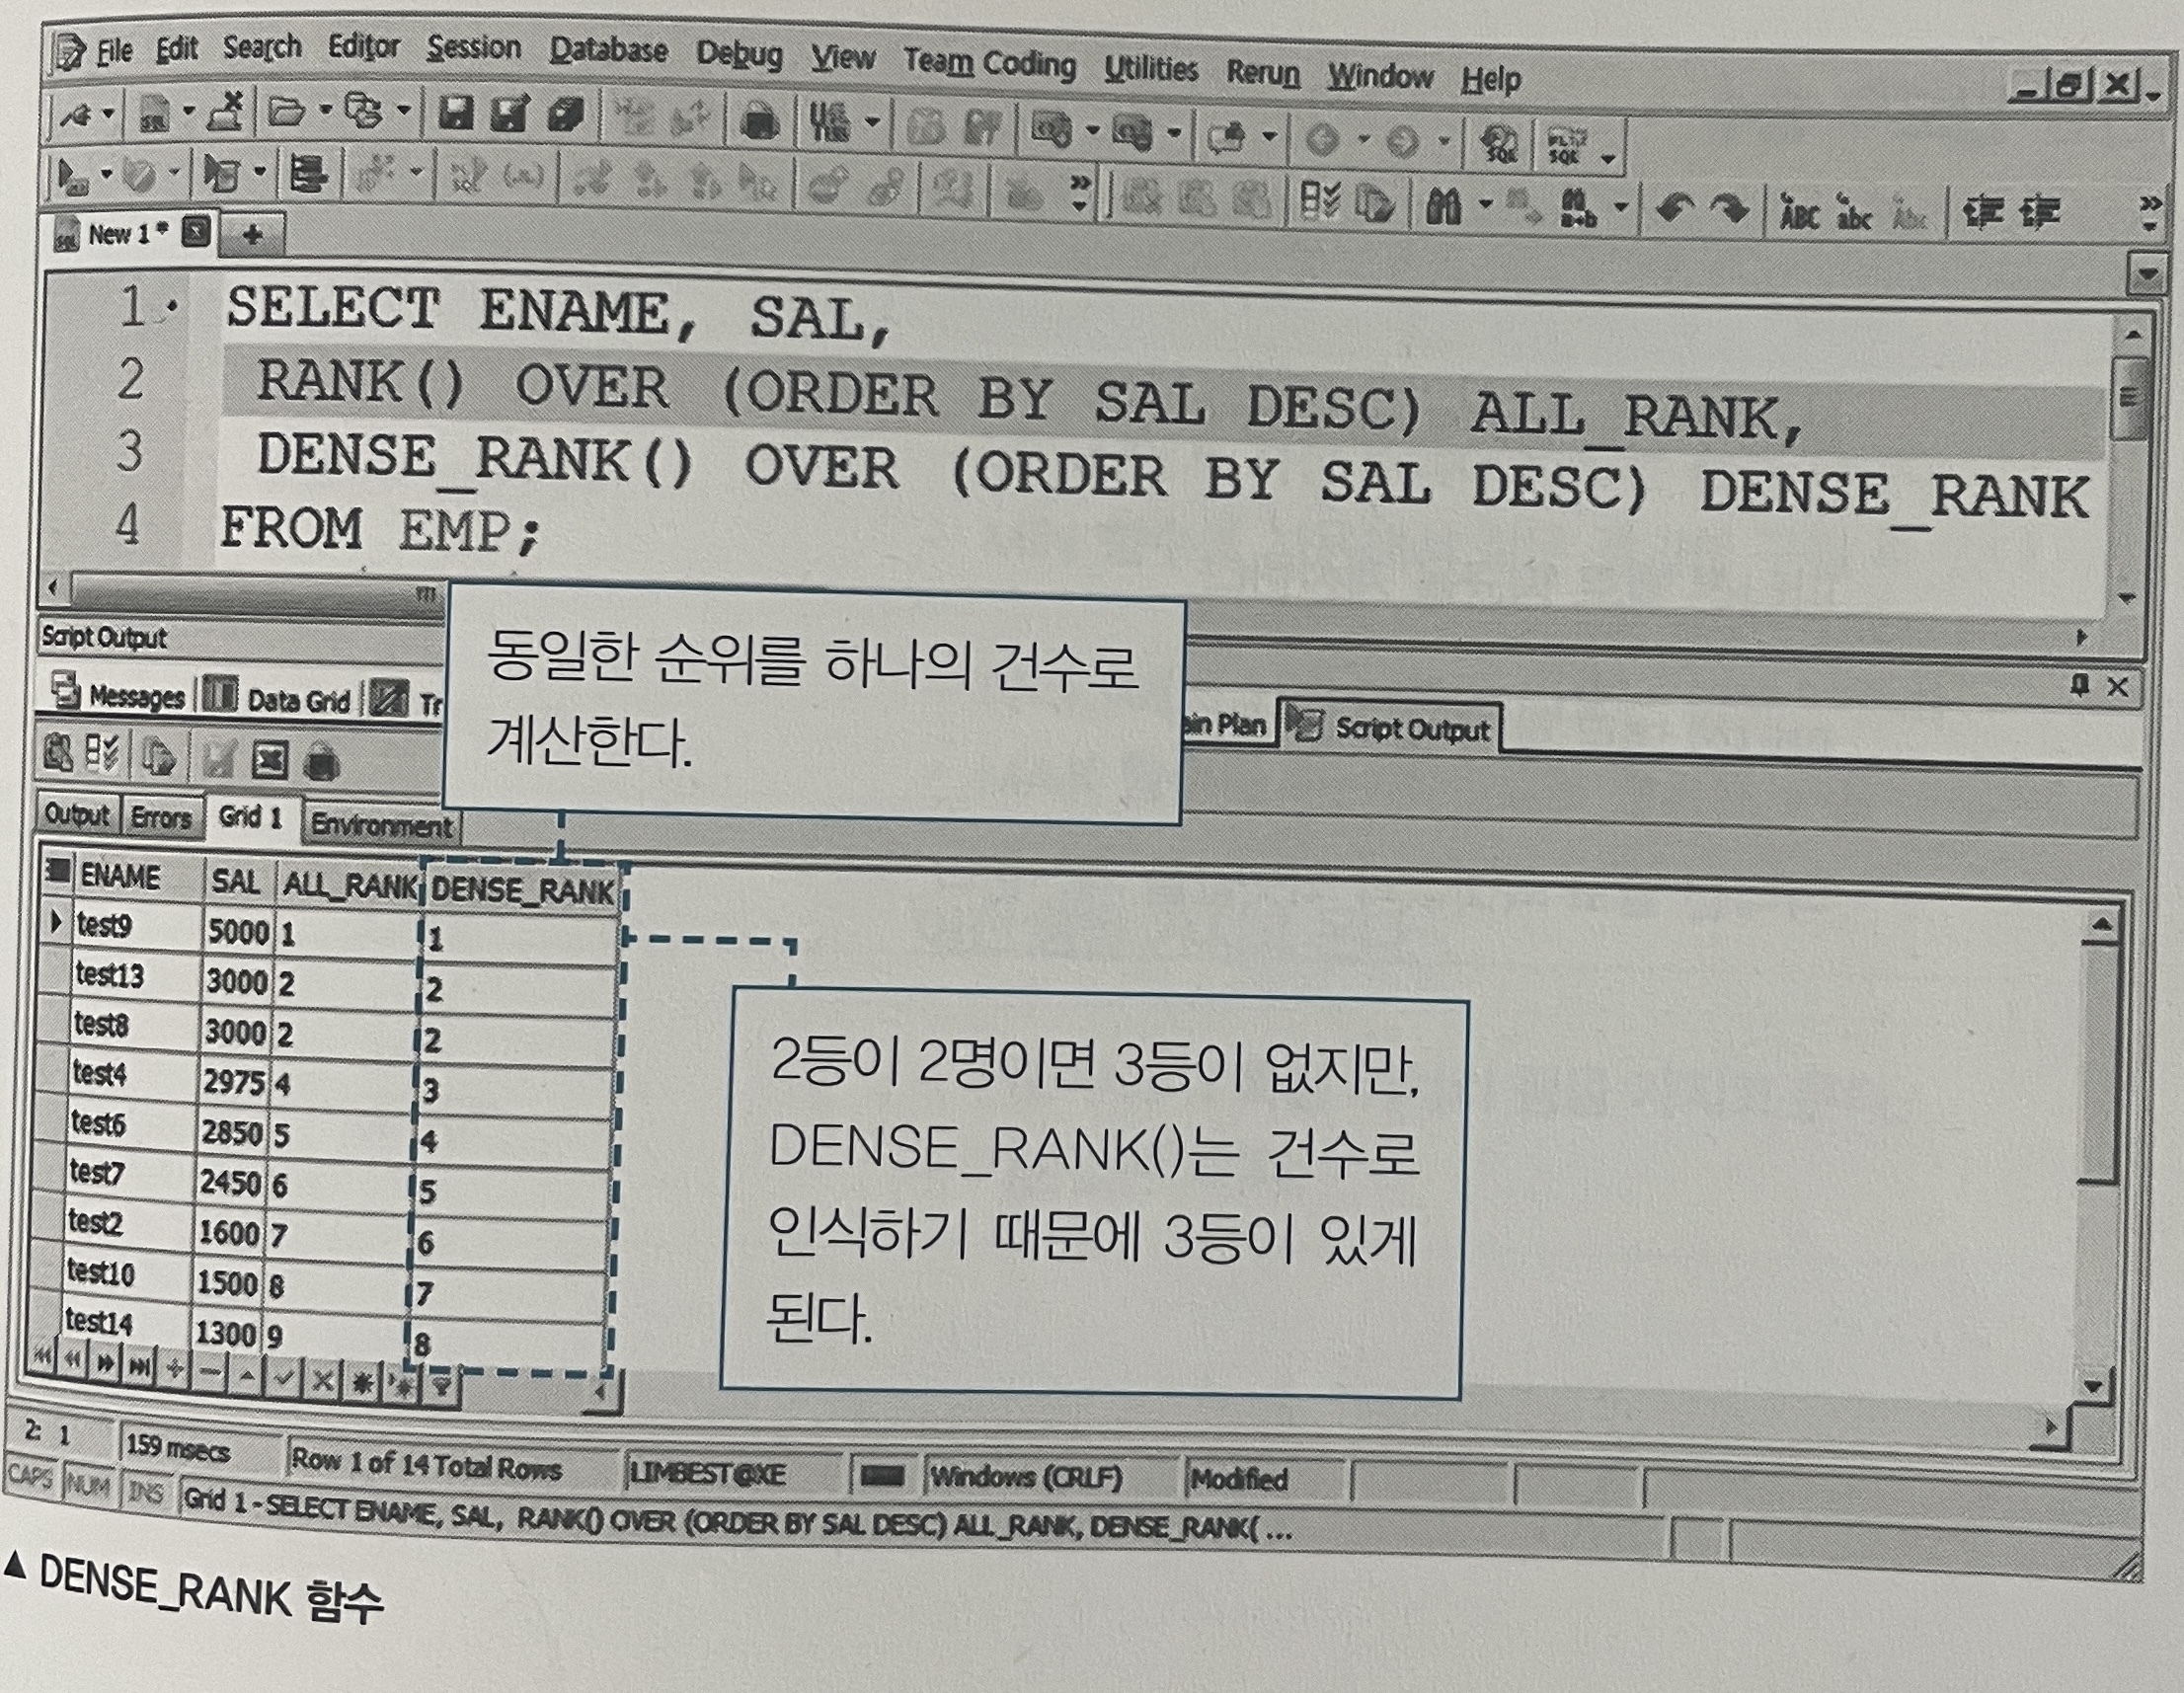 File Edit Search Editor Session Database Debug View Team Coding Utilities Rerun Window Help
New 1 *
1 SELECT ENAME, SAL,
2 RANK() OVER (ORDER BY SAL DESC) ALL_RANK,
3 DENSE_RANK() OVER (ORDER BY SAL DESC) DENSE_RANK
4 FROM EMP;
Script Output
동일한 순위를 하나의 건수로
계산한다.
Messages Data Grid Tr ain Plan Script Output
Output Errors Grid 1 Environment
ENAME SAL ALL_RANK DENSE_RANK
test9 5000 1 1
test13 3000 2 2
test8 3000 2 2
test4 2975 4 3
test6 2850 5 4
test7 2450 6 5
test2 1600 7 6
test10 1500 8 7
test14 1300 9 8
2등이 2명이면 3등이 없지만,
DENSE_RANK()는 건수로
인식하기 때문에 3등이 있게
된다.
2: 1 159 msecs Row 1 of 14 Total Rows LIMBEST@XE Windows (CRLF) Modified
CAPS NUM INS Grid 1 - SELECT ENAME, SAL, RANK() OVER (ORDER BY SAL DESC) ALL_RANK, DENSE_RANK( ...
▲ DENSE_RANK 함수